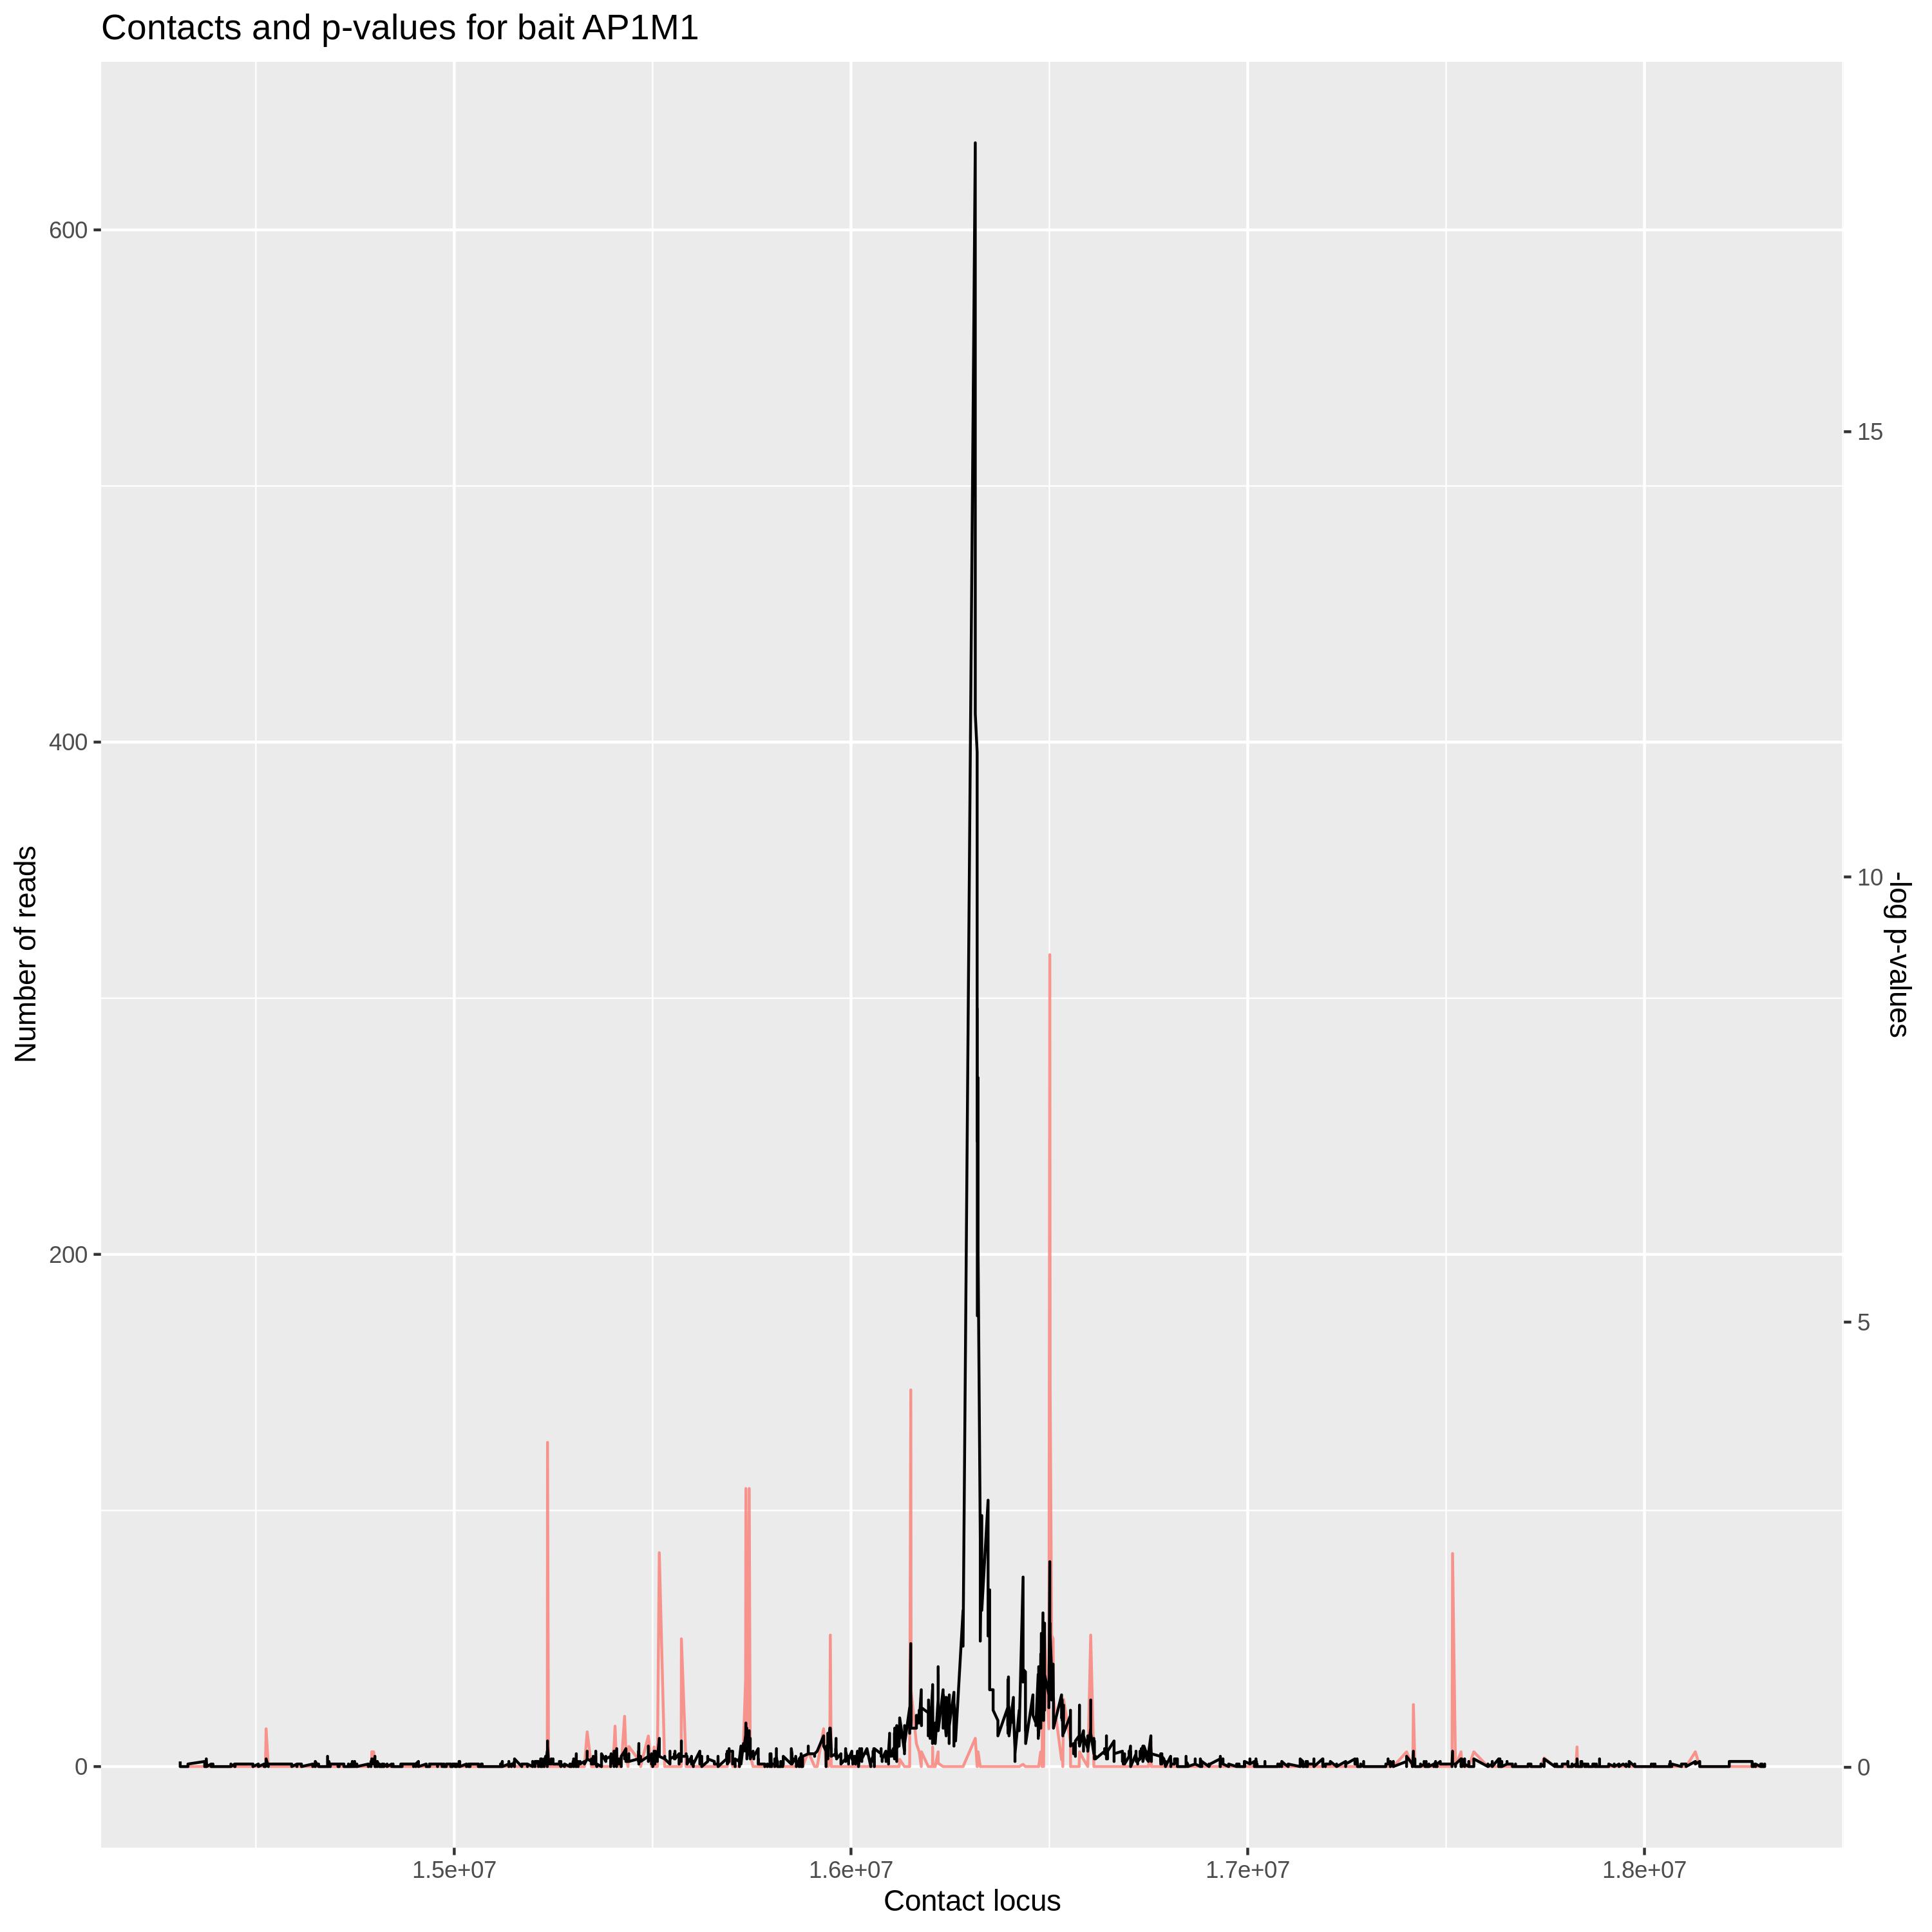 Contacts and p-values for bait AP1M1
Number of reads
600
400
200
0
15
10
5
0
-log p-values
1.5e+07
1.6e+07
1.7e+07
1.8e+07
Contact locus